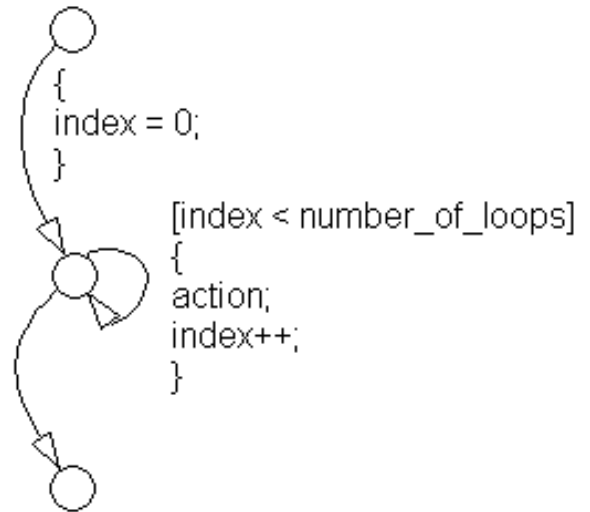 {
index = 0;
}
[index < number_of_loops]
{
action;
index++;
}